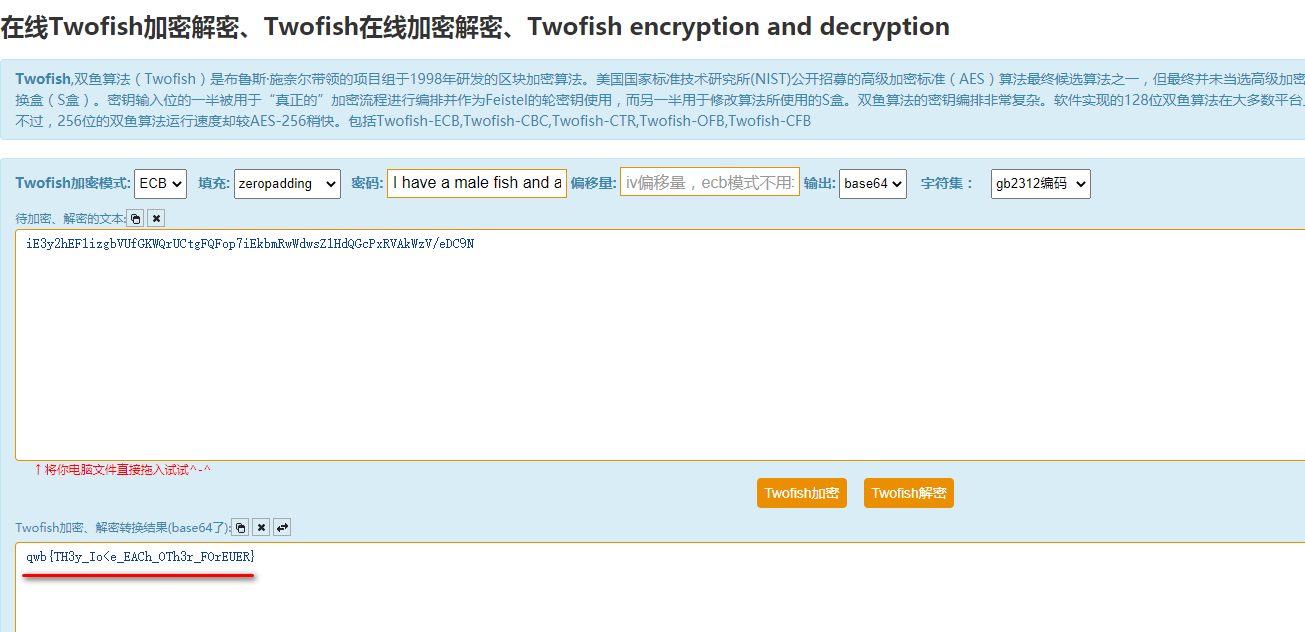 在线Twofish加密解密、Twofish在线加密解密、Twofish encryption and decryption
Twofish,双鱼算法（Twofish）是布鲁斯·施奈尔带领的项目组于1998年研发的区块加密算法。美国国家标准技术研究所(NIST)公开招募的高级加密标准（AES）算法最终候选算法之一，但最终并未当选高级加密
换盒（S盒）。密钥输入位的一半被用于“真正的”加密流程进行编排并作为Feistel的轮密钥使用，而另一半用于修改算法所使用的S盒。双鱼算法的密钥编排非常复杂。软件实现的128位双鱼算法在大多数平台上
不过，256位的双鱼算法运行速度却较AES-256稍快。包括Twofish-ECB,Twofish-CBC,Twofish-CTR,Twofish-OFB,Twofish-CFB
Twofish加密模式: ECB 填充: zeropadding 密码: I have a male fish and a 偏移量: iv偏移量，ecb模式不用: 输出: base64 字符集： gb2312编码
待加密、解密的文本:
iE3y2hEF1izgbVUfGKWQrUCtgFQFop7iEkbmRwWdwsZ1HdQGcPxRVAkWzV/eDC9N
↑将你电脑文件直接拖入试试^-^
Twofish加密 Twofish解密
Twofish加密、解密转换结果(base64了):
qwb{TH3y_Io<e_EACh_OTh3r_FOrEUER}